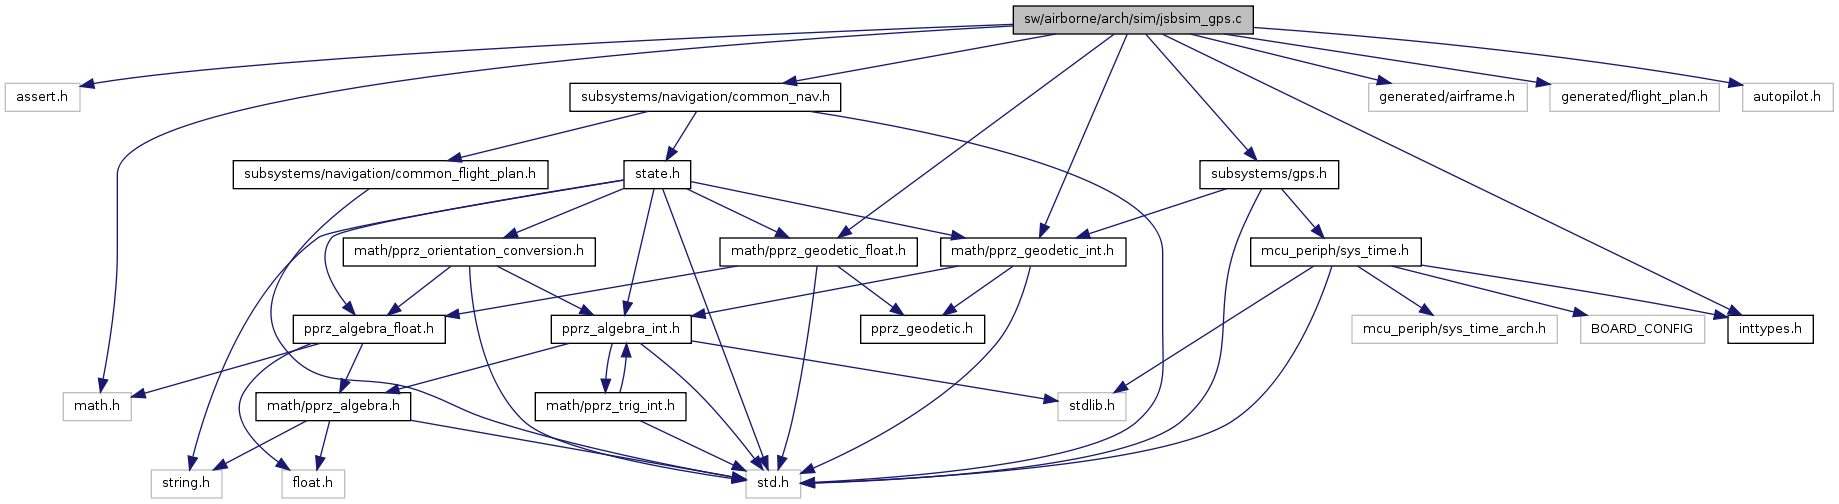 sw/airborne/arch/sim/jsbsim_gps.c
assert.h
subsystems/navigation/common_nav.h
generated/airframe.h
generated/flight_plan.h
autopilot.h
subsystems/navigation/common_flight_plan.h
state.h
subsystems/gps.h
math/pprz_orientation_conversion.h
math/pprz_geodetic_float.h
math/pprz_geodetic_int.h
mcu_periph/sys_time.h
pprz_algebra_float.h
pprz_algebra_int.h
pprz_geodetic.h
mcu_periph/sys_time_arch.h
BOARD_CONFIG
inttypes.h
math.h
math/pprz_algebra.h
math/pprz_trig_int.h
stdlib.h
string.h
float.h
std.h